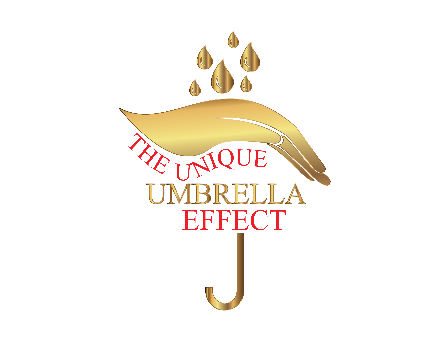 THE UNIQUE
UMBRELLA
EFFECT